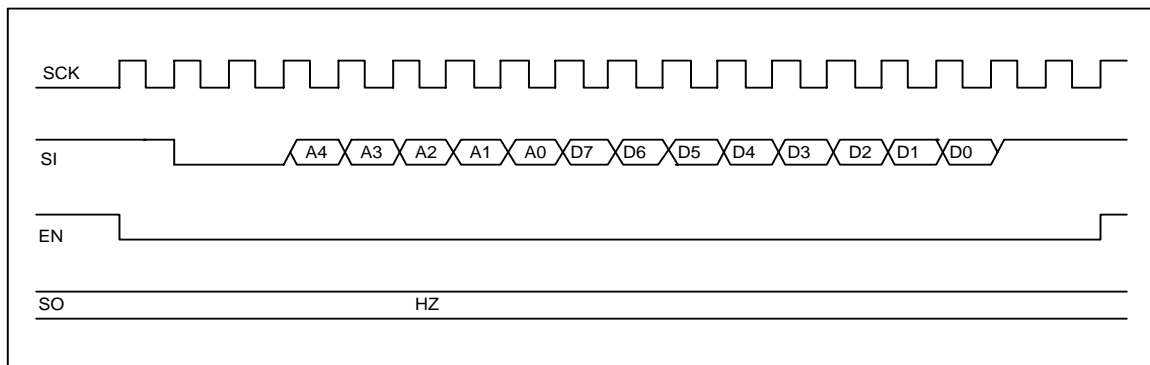 SCK
SI A4 A3 A2 A1 A0 D7 D6 D5 D4 D3 D2 D1 D0
EN
SO HZ